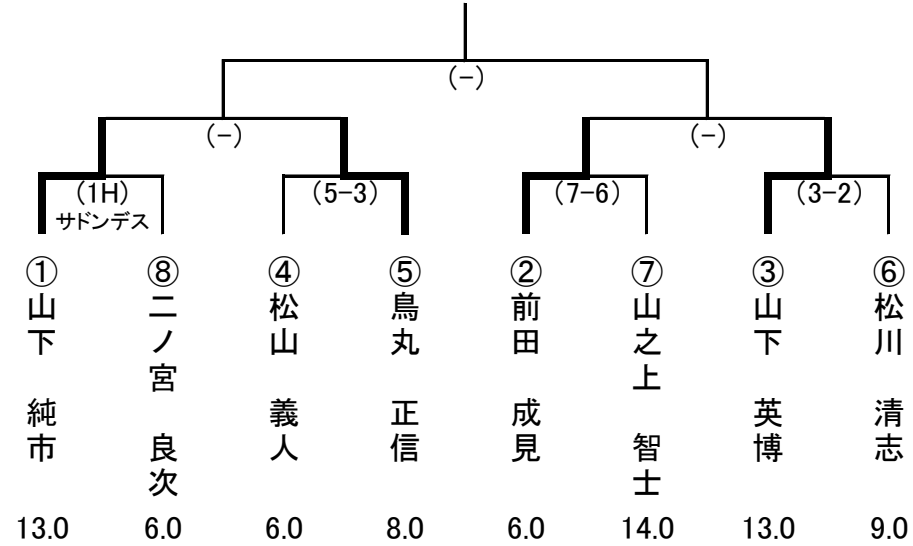 (-)
(-)
(-)
(1H)
サドンデス
(5-3)
(7-6)
(3-2)
①山下 純市
⑧二ノ宮 良次
④松山 義人
⑤鳥丸 正信
②前田 成見
⑦山之上 智士
③山下 英博
⑥松川 清志
13.0
6.0
6.0
8.0
6.0
14.0
13.0
9.0